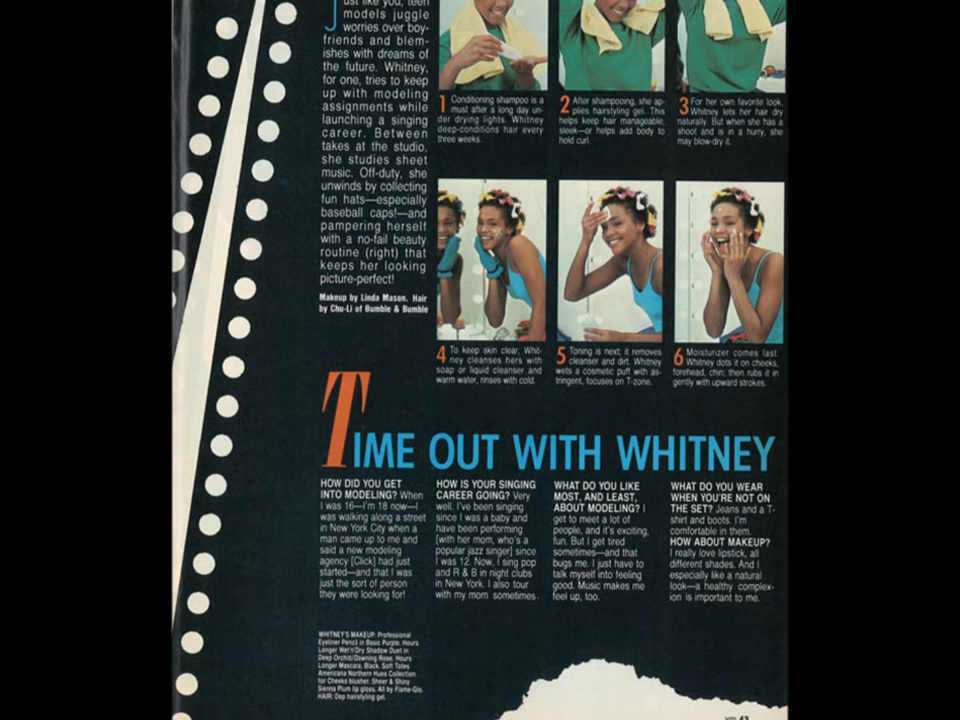 ust like you, teen
models juggle
worries over boy-
friends and blem-
ishes with dreams of
the future. Whitney,
for one, tries to keep
up with modeling
assignments while
launching a singing
career. Between
takes at the studio,
she studies sheet
music. Off-duty, she
unwinds by collecting
fun hats—especially
baseball caps!—and
pampering herself
with a no-fail beauty
routine (right) that
keeps her looking
picture-perfect!
Makeup by Linda Mason. Hair
by Chu-Li of Bumble & Bumble
1 Conditioning shampoo is a
must after a long day un-
der drying lights. Whitney
deep-conditions hair every
three weeks.
2 After shampooing, she ap-
plies hairstyling gel. This
helps keep hair manageable,
sleek—or helps add body to
hold curl.
3 For her own favorite look,
Whitney lets her hair dry
naturally. But when she has a
shoot and is in a hurry, she
may blow-dry it.
4 To keep skin clear, Whit-
ney cleanses hers with
soap or liquid cleanser and
warm water, rinses with cold.
5 Toning is next; it removes
cleanser and dirt. Whitney
wets a cosmetic puff with as-
tringent, focuses on T-zone.
6 Moisturizer comes last.
Whitney dots it on cheeks,
forehead, chin; then rubs it in
gently with upward strokes.
TIME OUT WITH WHITNEY
HOW DID YOU GET
INTO MODELING? When
I was 16—I'm 18 now—I
was walking along a street
in New York City when a
man came up to me and
said a new modeling
agency [Click] had just
started—and that I was
just the sort of person
they were looking for!
HOW IS YOUR SINGING
CAREER GOING? Very
well. I've been singing
since I was a baby and
have been performing
[with her mom, who's a
popular jazz singer] since
I was 12. Now, I sing pop
and R & B in night clubs
in New York. I also tour
with my mom sometimes.
WHAT DO YOU LIKE
MOST, AND LEAST,
ABOUT MODELING? I
get to meet a lot of
people, and it's exciting,
fun. But I get tired
sometimes—and that
bugs me. I just have to
talk myself into feeling
good. Music makes me
feel up, too.
WHAT DO YOU WEAR
WHEN YOU'RE NOT ON
THE SET? Jeans and a T-
shirt and boots. I'm
comfortable in them.
HOW ABOUT MAKEUP?
I really love lipstick, all
different shades. And I
especially like a natural
look—a healthy complex-
ion is important to me.
WHITNEY'S MAKEUP: Professional
Eyeliner Pencil in Basic Purple. Hours
Longer Wet'n'Dry Shadow Duet in
Deep Orchid/Dawning Rose. Hours
Longer Mascara, Black. Soft Tones
Americana Northern Hues Collection
for Cheeks blusher. Sheer & Shiny
Sienna Plum lip gloss. All by Flame-Glo.
HAIR: Dep hairstyling gel.